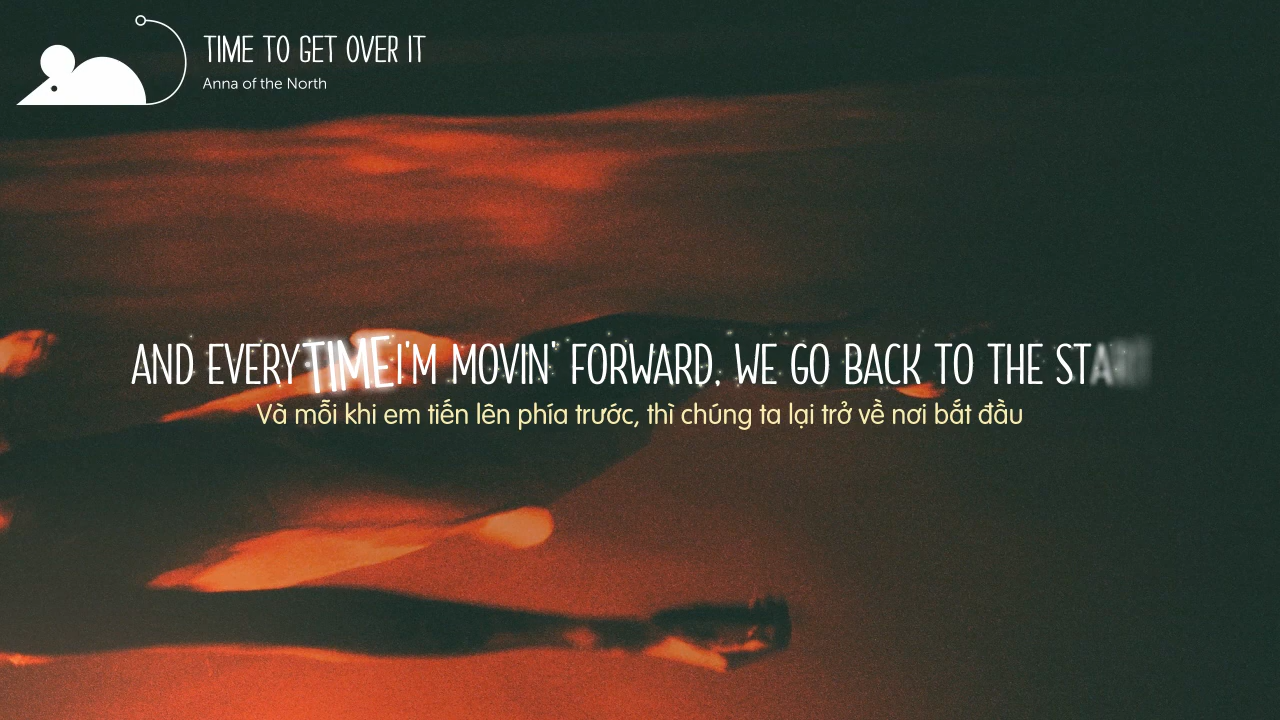 TIME TO GET OVER IT
Anna of the North
AND EVERYTIME I'M MOVIN' FORWARD, WE GO BACK TO THE START
Và mỗi khi em tiến lên phía trước, thì chúng ta lại trở về nơi bắt đầu